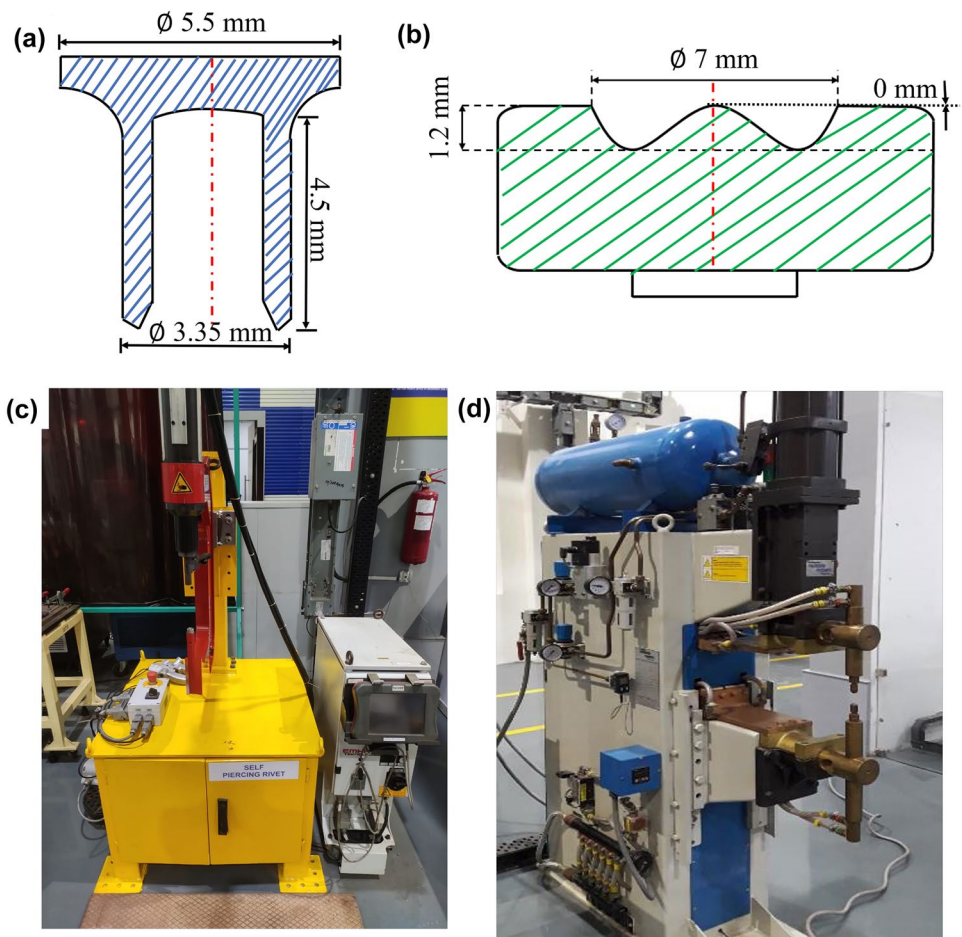 (a)
Ø 5.5 mm
4.5 mm
Ø 3.35 mm
(b)
Ø 7 mm
0 mm
1.2 mm
(c)
SELF
PIERCING RIVET
(d)